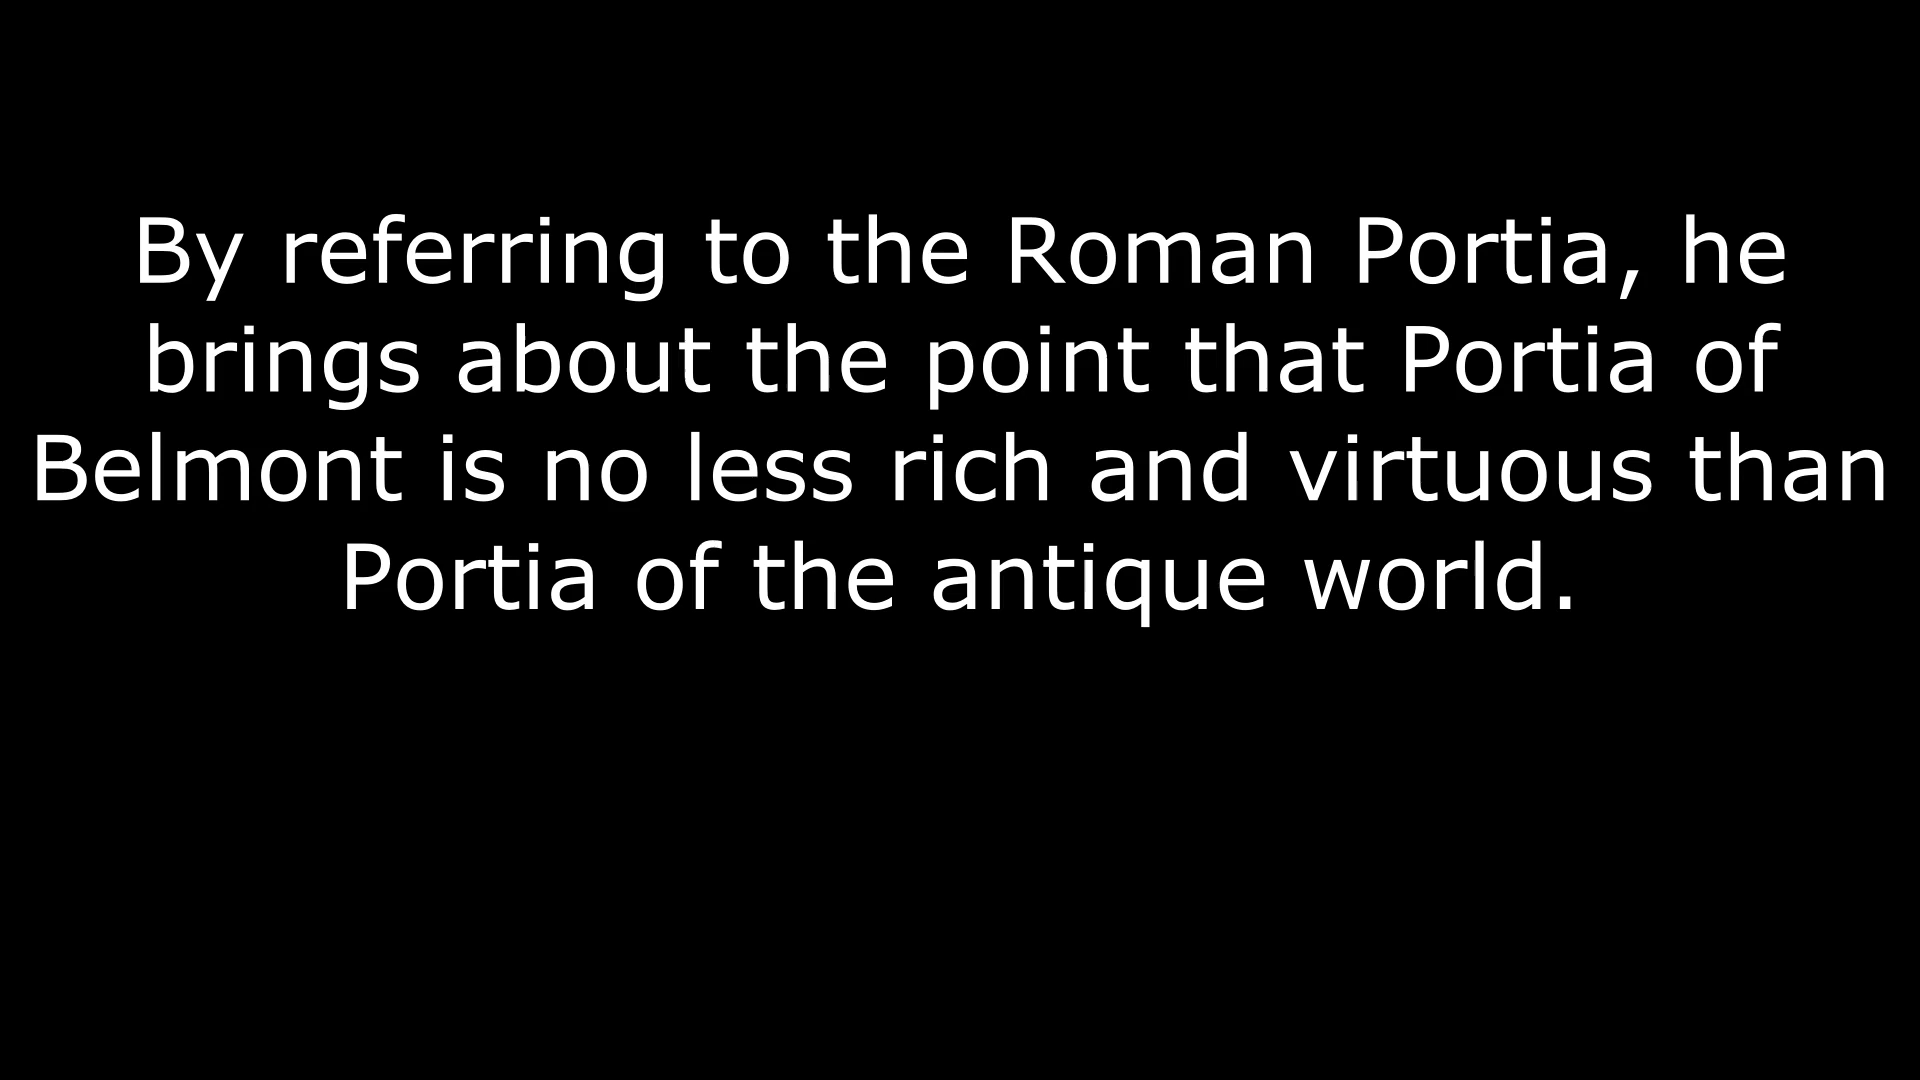 By referring to the Roman Portia, he
brings about the point that Portia of
Belmont is no less rich and virtuous than
Portia of the antique world.